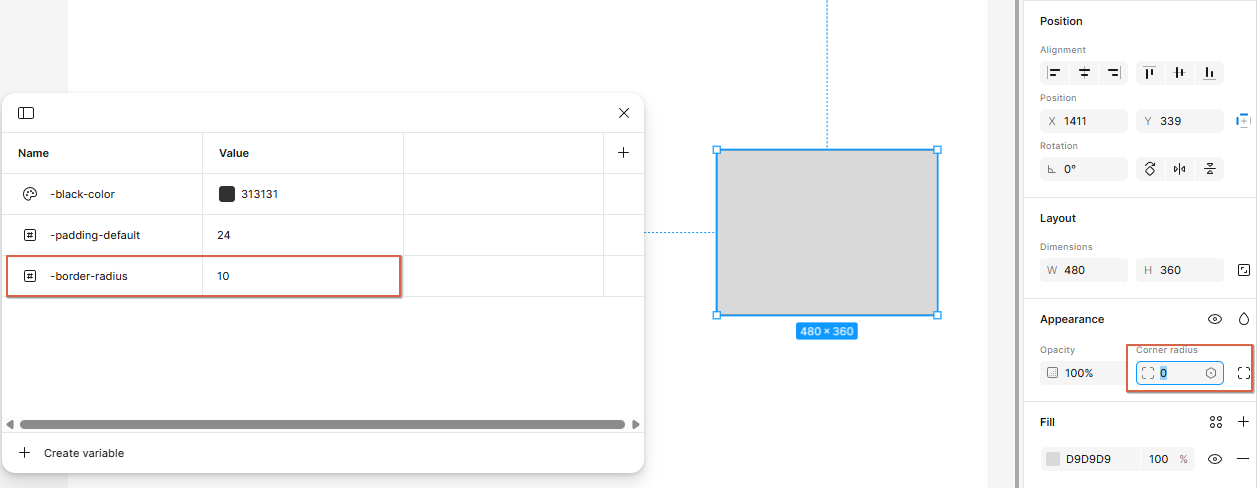 Name
Value
-black-color
313131
-padding-default
24
-border-radius
10
Create variable
480 × 360
Position
Alignment
Position
X 1411
Y 339
Rotation
0°
Layout
Dimensions
W 480
H 360
Appearance
Opacity
Corner radius
100%
0
Fill
D9D9D9
100 %